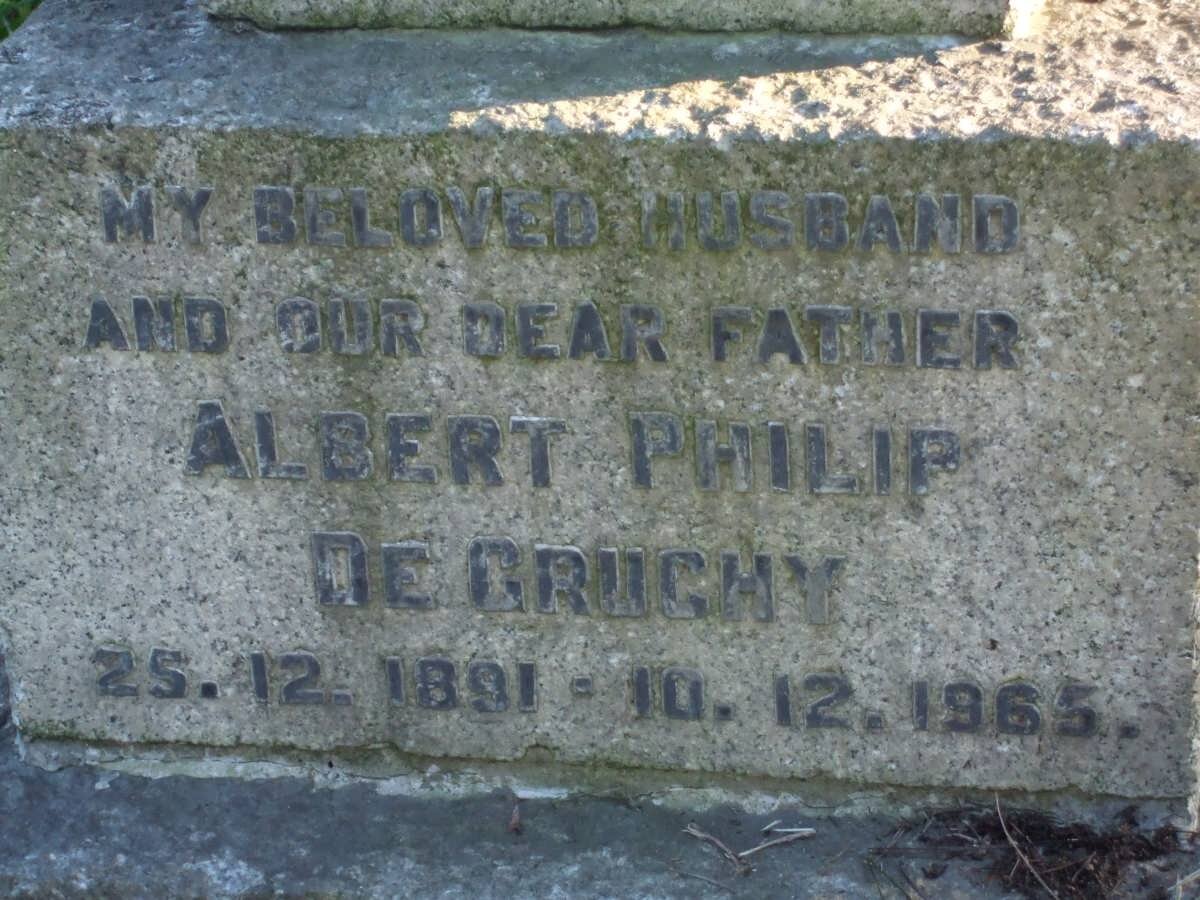 MY BELOVED HUSBAND
AND OUR DEAR FATHER
ALBERT PHILIP
DE GRUCHY
25. 12. 1891 - 10. 12. 1965.